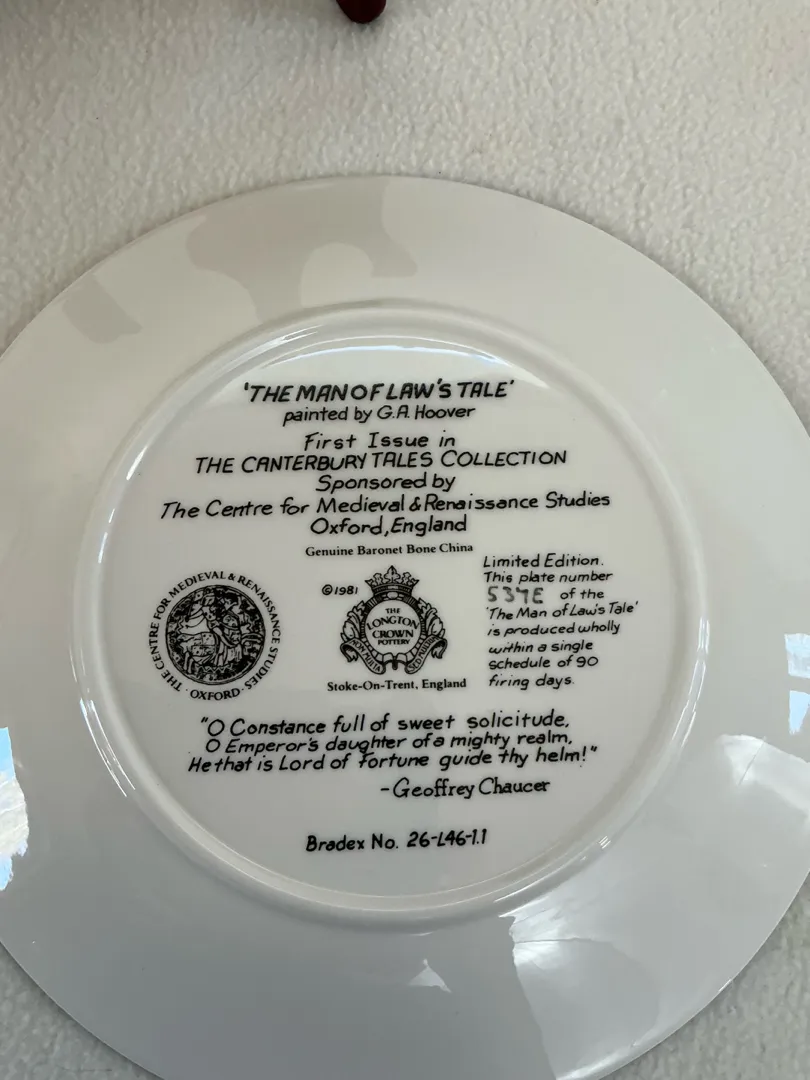 'THE MAN OF LAW'S TALE'
painted by G.A. Hoover
First Issue in
THE CANTERBURY TALES COLLECTION
Sponsored by
The Centre for Medieval & Renaissance Studies
Oxford, England
Genuine Baronet Bone China
THE CENTRE FOR MEDIEVAL & RENAISSANCE STUDIES
· OXFORD ·
©1981
THE
LONGTON
CROWN
POTTERY
Stoke-On-Trent, England
Limited Edition.
This plate number
537E of the
'The Man of Law's Tale'
is produced wholly
within a single
schedule of 90
firing days.
"O Constance full of sweet solicitude,
O Emperor's daughter of a mighty realm,
He that is Lord of fortune guide thy helm!"
-Geoffrey Chaucer
Bradex No. 26-L46-1.1